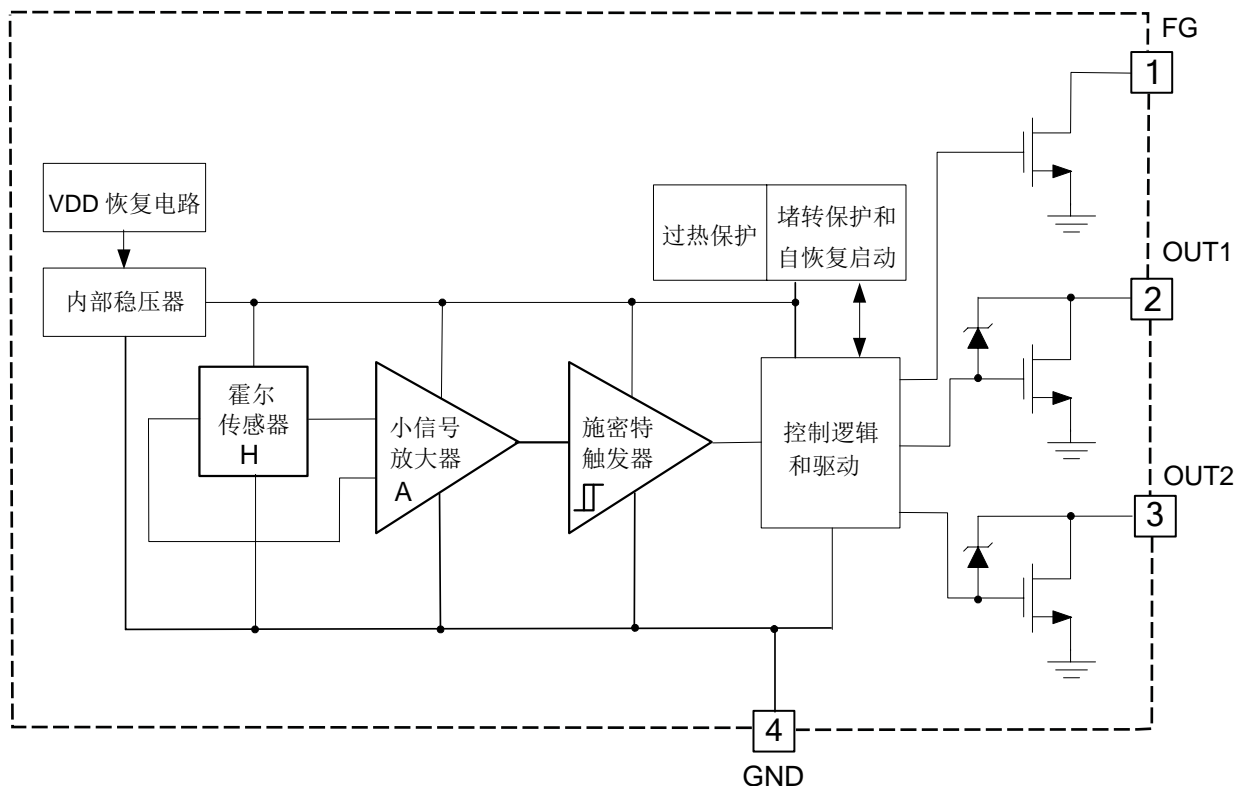 FG
1
VDD 恢复电路
过热保护
堵转保护和
自恢复启动
OUT1
2
内部稳压器
霍尔
传感器
H
小信号
放大器
A
施密特
触发器
控制逻辑
和驱动
OUT2
3
4
GND